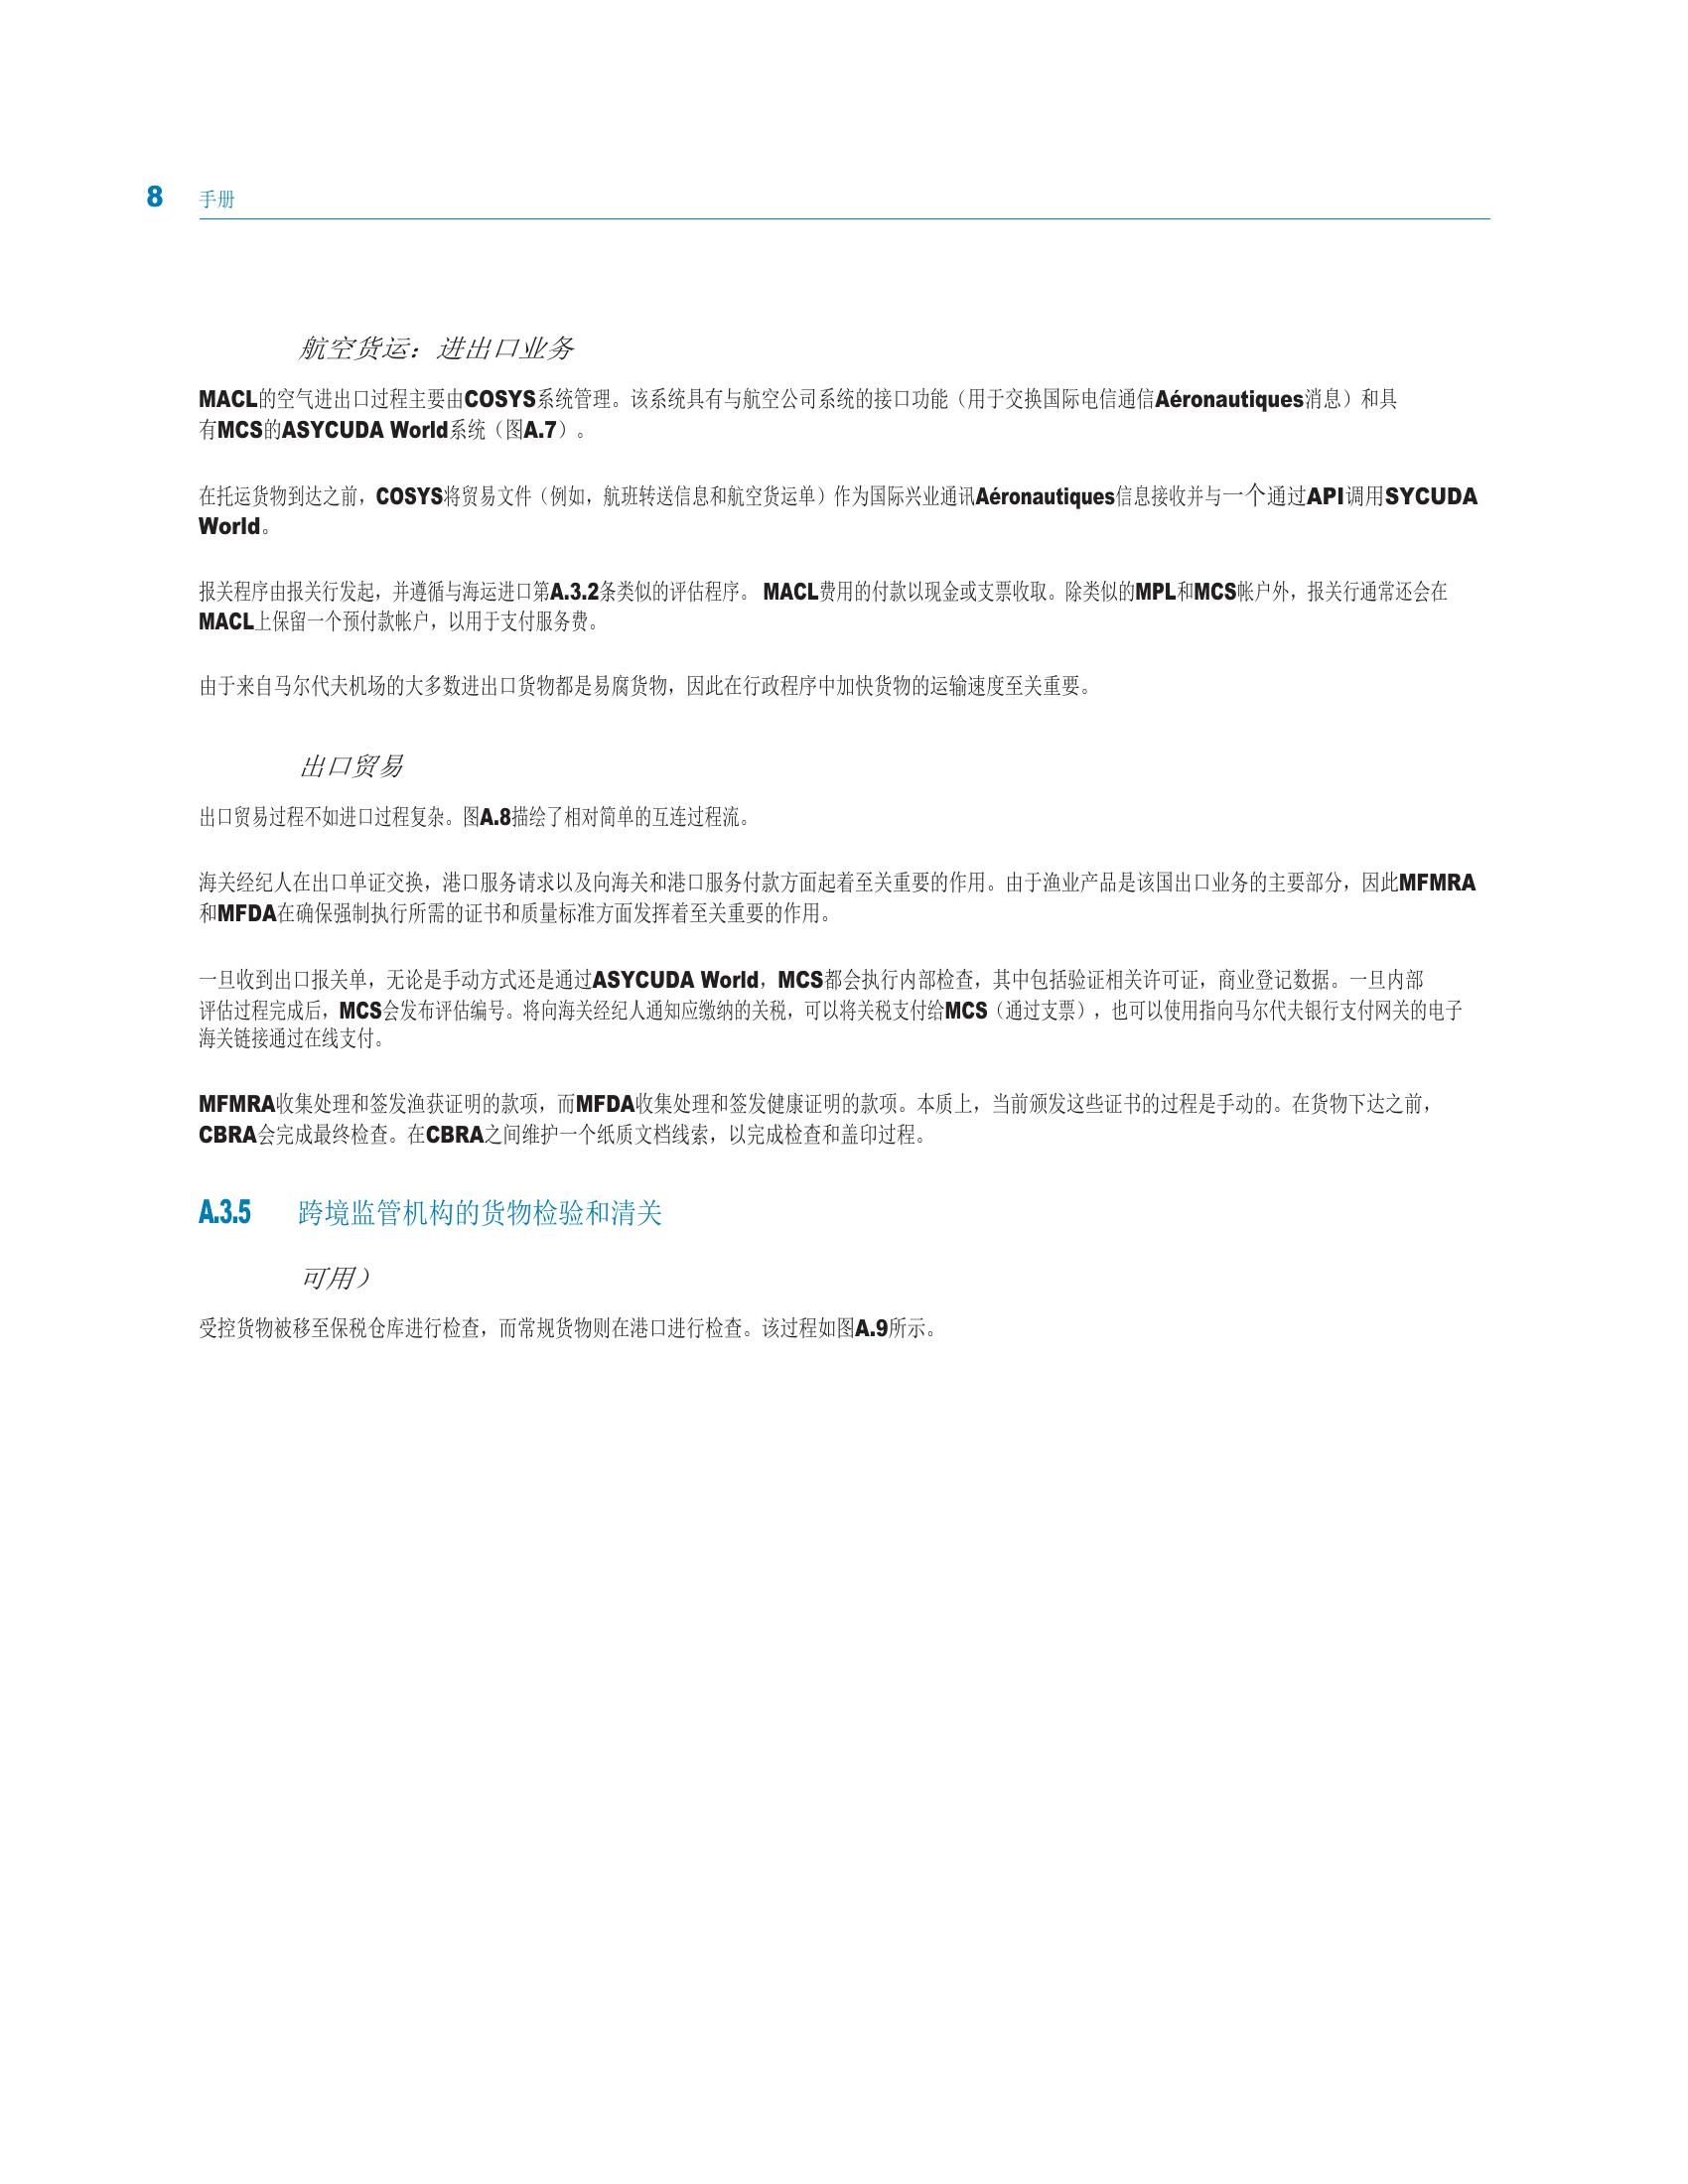 8 手册
航空货运：进出口业务
MACL的空气进出口过程主要由COSYS系统管理。该系统具有与航空公司系统的接口功能（用于交换国际电信通信Aéronautiques消息）和具
有MCS的ASYCUDA World系统（图A.7）。
在托运货物到达之前，COSYS将贸易文件（例如，航班转送信息和航空货运单）作为国际兴业通讯Aéronautiques信息接收并与一个通过API调用SYCUDA
World。
报关程序由报关行发起，并遵循与海运进口第A.3.2条类似的评估程序。 MACL费用的付款以现金或支票收取。除类似的MPL和MCS帐户外，报关行通常还会在
MACL上保留一个预付款帐户，以用于支付服务费。
由于来自马尔代夫机场的大多数进出口货物都是易腐货物，因此在行政程序中加快货物的运输速度至关重要。
出口贸易
出口贸易过程不如进口过程复杂。图A.8描绘了相对简单的互连过程流。
海关经纪人在出口单证交换，港口服务请求以及向海关和港口服务付款方面起着至关重要的作用。由于渔业产品是该国出口业务的主要部分，因此MFMRA
和MFDA在确保强制执行所需的证书和质量标准方面发挥着至关重要的作用。
一旦收到出口报关单，无论是手动方式还是通过ASYCUDA World，MCS都会执行内部检查，其中包括验证相关许可证，商业登记数据。一旦内部
评估过程完成后，MCS会发布评估编号。将向海关经纪人通知应缴纳的关税，可以将关税支付给MCS（通过支票），也可以使用指向马尔代夫银行支付网关的电子
海关链接通过在线支付。
MFMRA收集处理和签发渔获证明的款项，而MFDA收集处理和签发健康证明的款项。本质上，当前颁发这些证书的过程是手动的。在货物下达之前，
CBRA会完成最终检查。在CBRA之间维护一个纸质文档线索，以完成检查和盖印过程。
A.3.5 跨境监管机构的货物检验和清关
可用）
受控货物被移至保税仓库进行检查，而常规货物则在港口进行检查。该过程如图A.9所示。